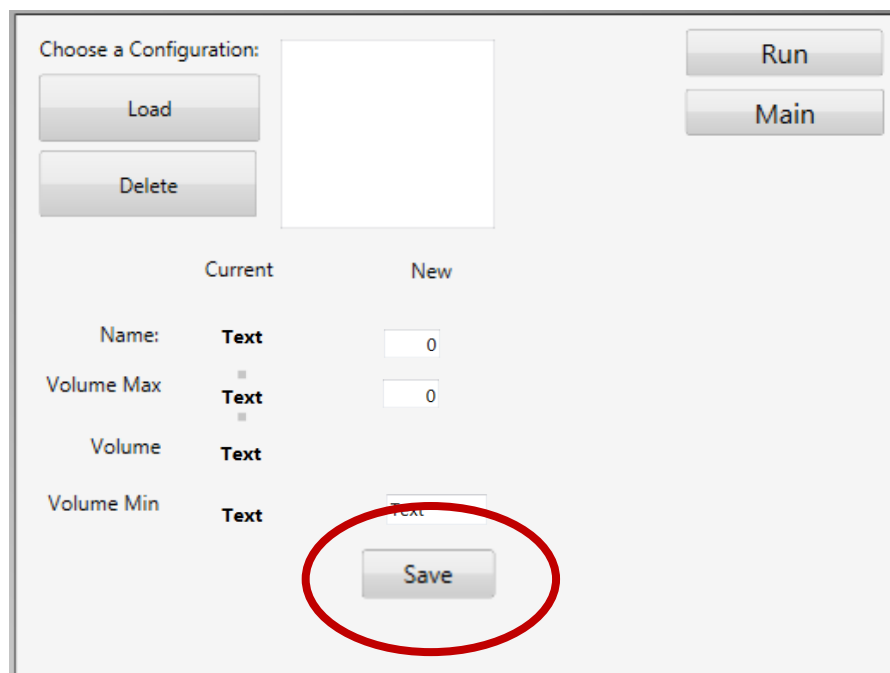 Choose a Configuration:
Load
Delete
Run
Main
Current New
Name: Text 0
Volume Max Text 0
Volume Text
Volume Min Text Text
Save